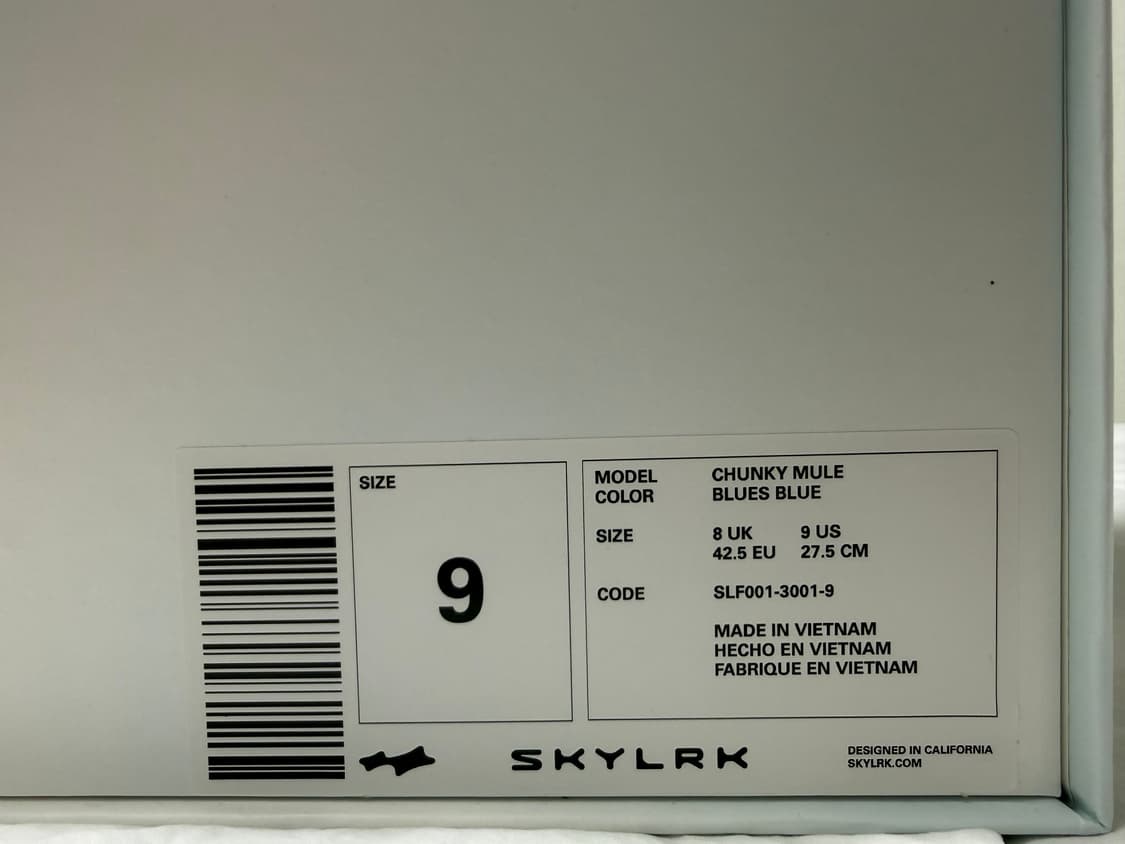 SIZE
9
MODEL CHUNKY MULE
COLOR BLUES BLUE
SIZE 8 UK 9 US
42.5 EU 27.5 CM
CODE SLF001-3001-9
MADE IN VIETNAM
HECHO EN VIETNAM
FABRIQUE EN VIETNAM
SKYLRK
DESIGNED IN CALIFORNIA
SKYLRK.COM